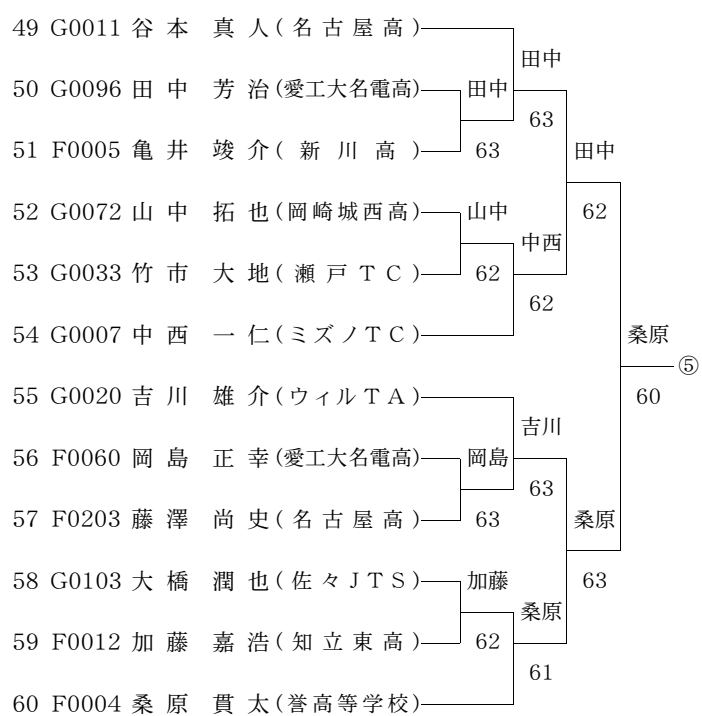 49 G0011 谷本 真人(名古屋高)
田中
50 G0096 田中 芳治(愛工大名電高) 田中
63
51 F0005 亀井 竣介(新川高) 63 田中
52 G0072 山中 拓也(岡崎城西高) 山中 62
中西
53 G0033 竹市 大地(瀬戸TC) 62
62
54 G0007 中西 一仁(ミズノTC) 桑原
⑤
55 G0020 吉川 雄介(ウィルTA) 60
吉川
56 F0060 岡島 正幸(愛工大名電高) 岡島
63
57 F0203 藤澤 尚史(名古屋高) 63 桑原
58 G0103 大橋 潤也(佐々JTS) 加藤 63
桑原
59 F0012 加藤 嘉浩(知立東高) 62
61
60 F0004 桑原 貫太(誉高等学校)